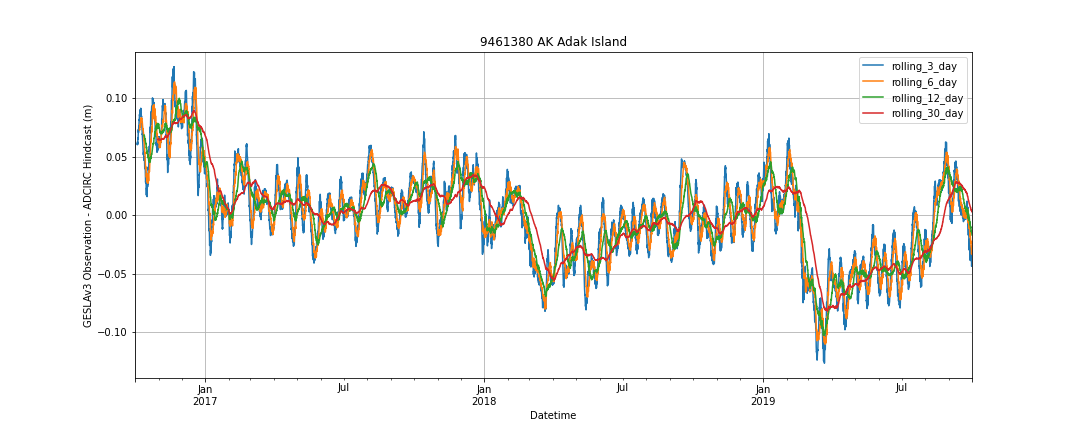 9461380 AK Adak Island
rolling_3_day
rolling_6_day
rolling_12_day
rolling_30_day
GESLAv3 Observation - ADCIRC Hindcast (m)
0.10
0.05
0.00
−0.05
−0.10
Jan Jul Jan Jul Jan Jul
2017 2018 2019
Datetime